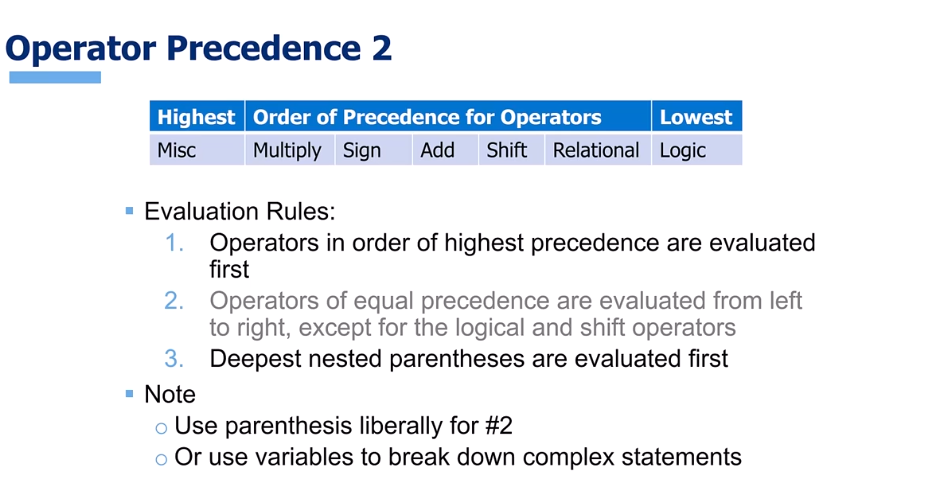 Operator Precedence 2
Highest Order of Precedence for Operators Lowest
Misc Multiply Sign Add Shift Relational Logic
Evaluation Rules:
1. Operators in order of highest precedence are evaluated
first
2. Operators of equal precedence are evaluated from left
to right, except for the logical and shift operators
3. Deepest nested parentheses are evaluated first
Note
Use parenthesis liberally for #2
Or use variables to break down complex statements